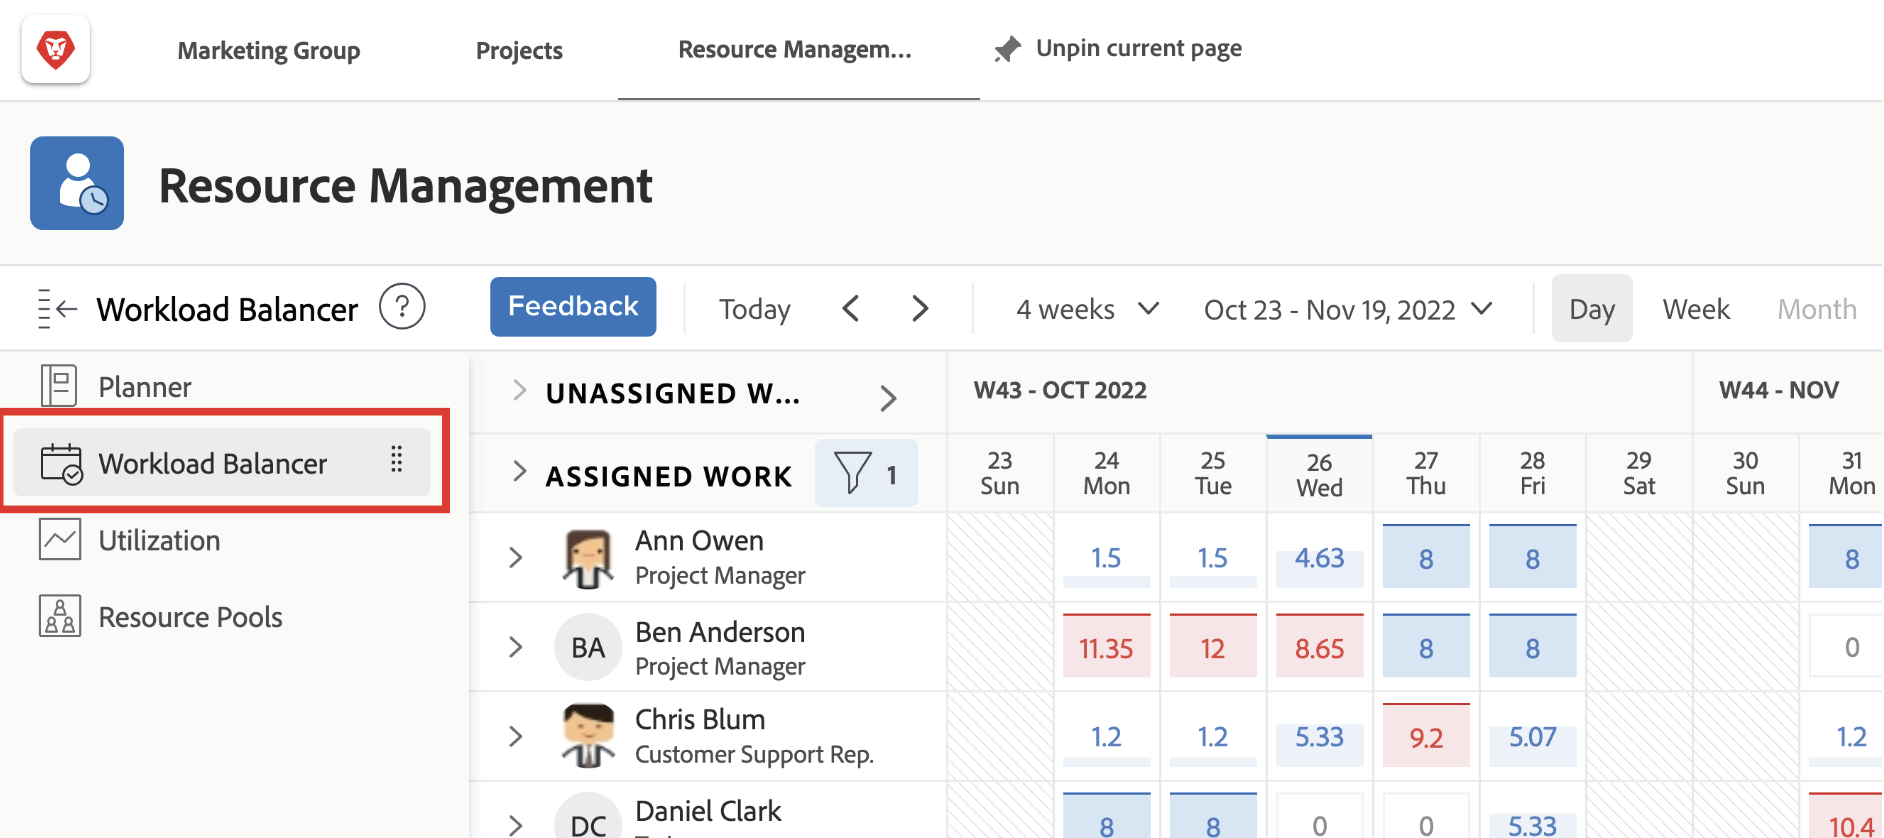 Marketing Group Projects Resource Managem... Unpin current page
Resource Management
Workload Balancer ? Feedback Today 4 weeks Oct 23 - Nov 19, 2022 Day Week Month
Planner
Workload Balancer
Utilization
Resource Pools
UNASSIGNED W... W43 - OCT 2022 W44 - NOV
ASSIGNED WORK 1 23 24 25 26 27 28 29 30 31
Sun Mon Tue Wed Thu Fri Sat Sun Mon
Ann Owen
Project Manager
1.5 1.5 4.63 8 8 8
BA Ben Anderson
Project Manager
11.35 12 8.65 8 8 0
Chris Blum
Customer Support Rep.
1.2 1.2 5.33 9.2 5.07 1.2
DC Daniel Clark
8 8 0 0 5.33 10.4